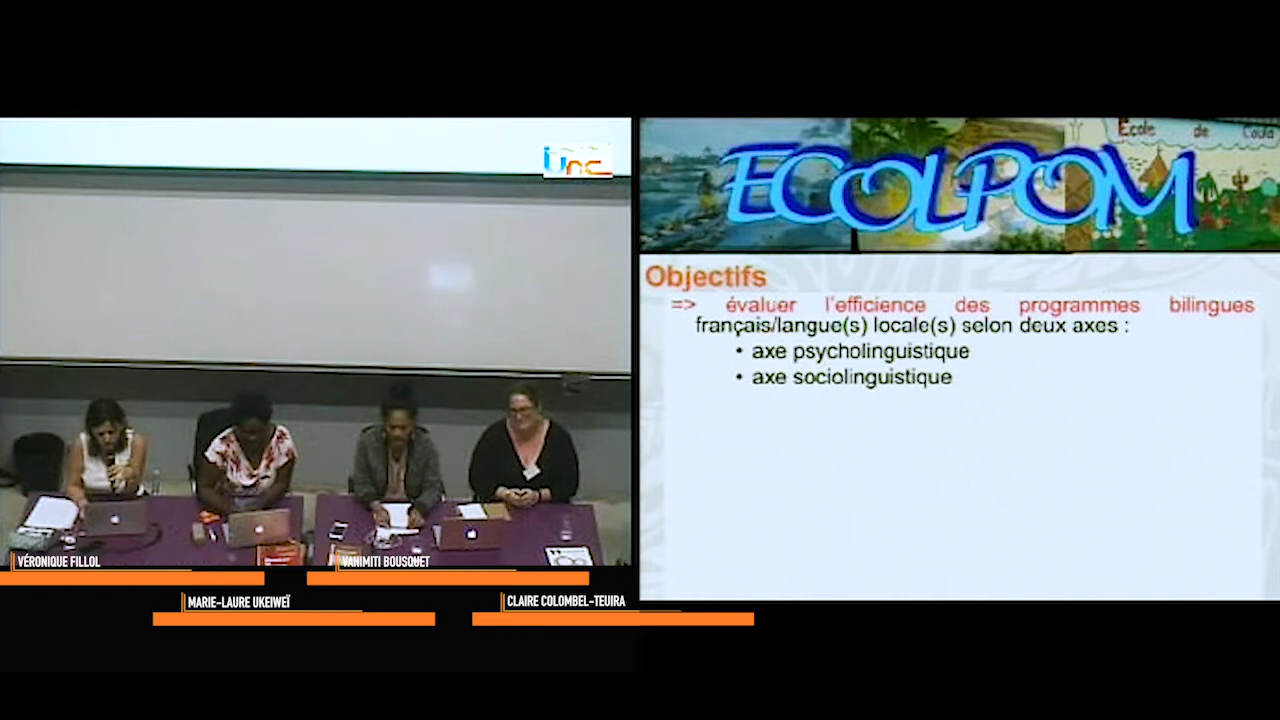 unc
École de Coula
ECOLPOM
Objectifs
=> évaluer l'efficience des programmes bilingues
français/langue(s) locale(s) selon deux axes :
• axe psycholinguistique
• axe sociolinguistique
VÉRONIQUE FILLOL
VANIMITI BOUSQUET
MARIE-LAURE UKEIWEÏ
CLAIRE COLOMBEL-TEUIRA